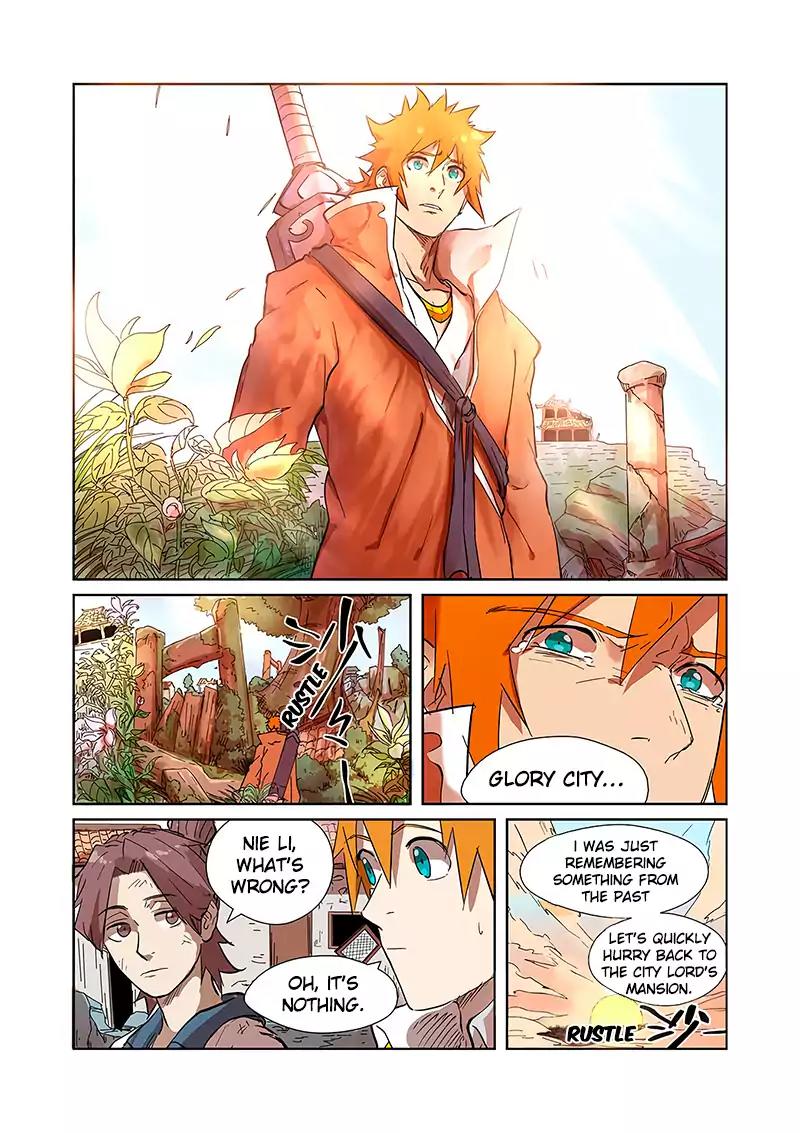 RUSTLE
GLORY CITY...
NIE LI,
WHAT'S
WRONG?
OH, IT'S
NOTHING.
I WAS JUST
REMEMBERING
SOMETHING FROM
THE PAST
LET'S QUICKLY
HURRY BACK TO
THE CITY LORD'S
MANSION.
RUSTLE